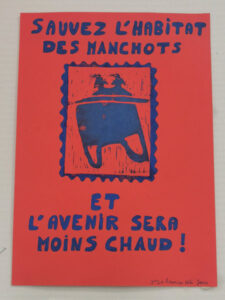 SAUVEZ L'HABITAT
DES MANCHOTS
ET
L'AVENIR SERA
MOINS CHAUD !